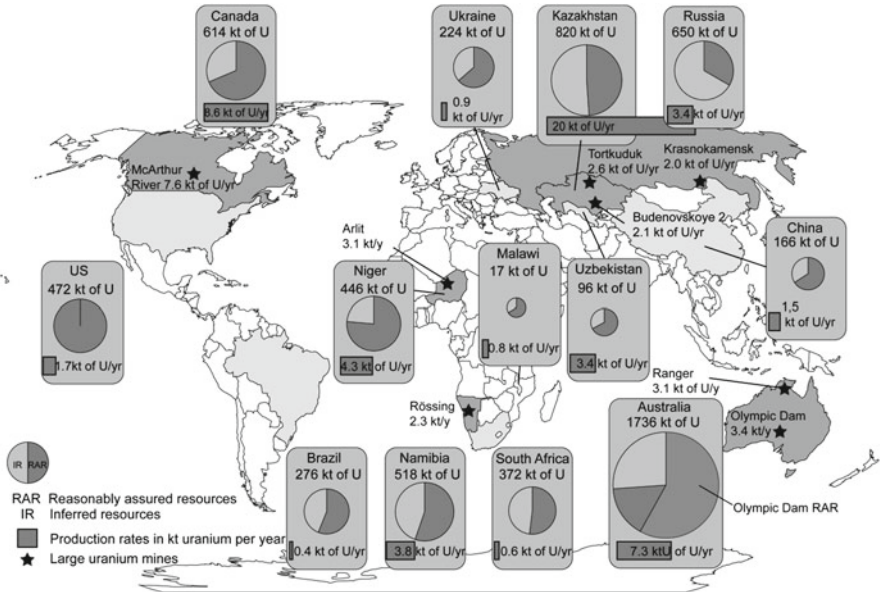 Canada
614 kt of U
8.6 kt of U/yr
Ukraine
224 kt of U
0.9
kt of U/yr
Kazakhstan
820 kt of U
20 kt of U/yr
Russia
650 kt of U
3.4 kt of U/yr
McArthur
River 7.6 kt of U/yr
Tortkuduk
2.6 kt of U/yr
Krasnokamensk
2.0 kt of U/yr
Budenovskoye 2
2.1 kt of U/yr
China
166 kt of U
1,5
kt of U/yr
Arlit
3.1 kt/y
US
472 kt of U
1.7kt of U/yr
Niger
446 kt of U
4.3 kt of U/yr
Malawi
17 kt of U
0.8 kt of U/yr
Uzbekistan
96 kt of U
3.4 kt of U/yr
Ranger
3.1 kt of U/y
Rössing
2.3 kt/y
Australia
1736 kt of U
7.3 ktU of U/yr
Olympic Dam
3.4 kt/y
Olympic Dam RAR
Brazil
276 kt of U
0.4 kt of U/yr
Namibia
518 kt of U
3.8 kt of U/yr
South Africa
372 kt of U
0.6 kt of U/yr
IR RAR
RAR Reasonably assured resources
IR Inferred resources
Production rates in kt uranium per year
Large uranium mines